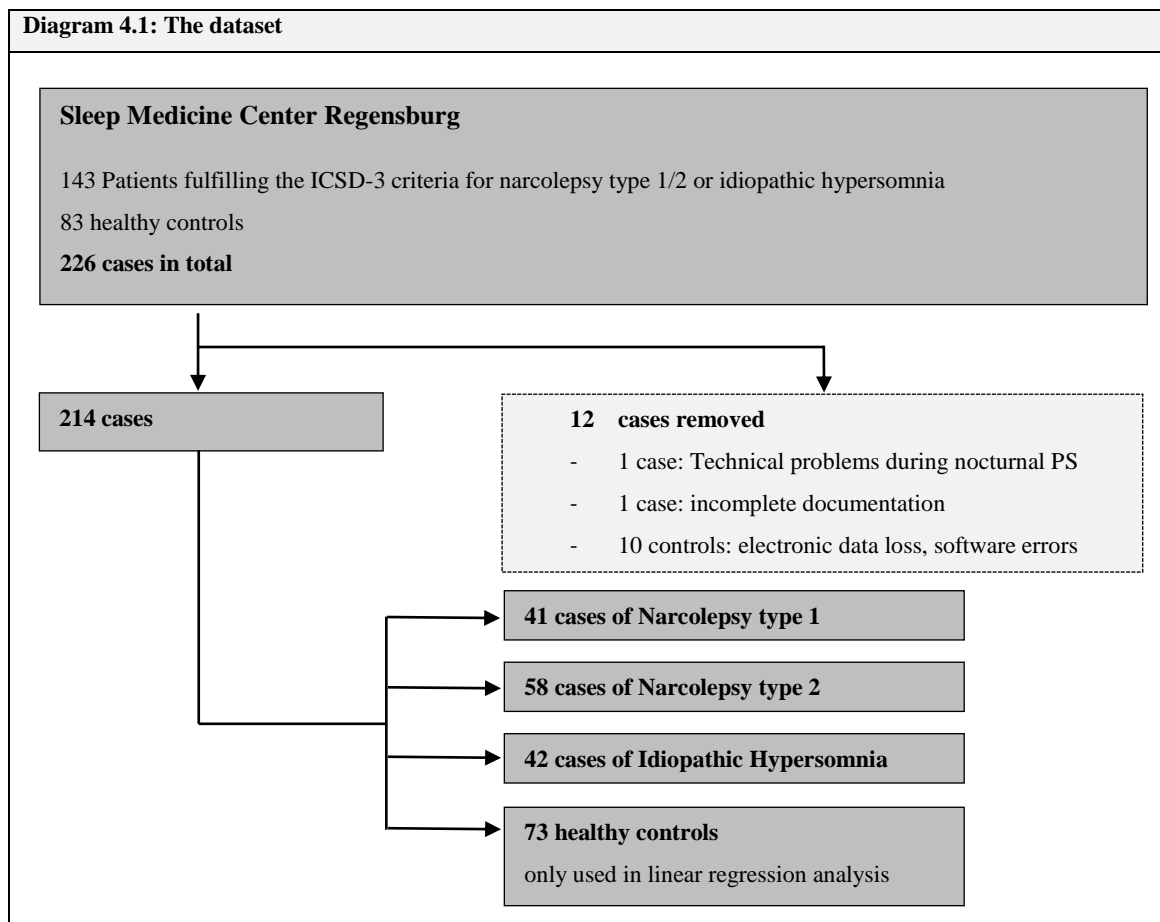 Diagram 4.1: The dataset
Sleep Medicine Center Regensburg
143 Patients fulfilling the ICSD-3 criteria for narcolepsy type 1/2 or idiopathic hypersomnia
83 healthy controls
226 cases in total
214 cases
12 cases removed
- 1 case: Technical problems during nocturnal PS
- 1 case: incomplete documentation
- 10 controls: electronic data loss, software errors
41 cases of Narcolepsy type 1
58 cases of Narcolepsy type 2
42 cases of Idiopathic Hypersomnia
73 healthy controls
only used in linear regression analysis